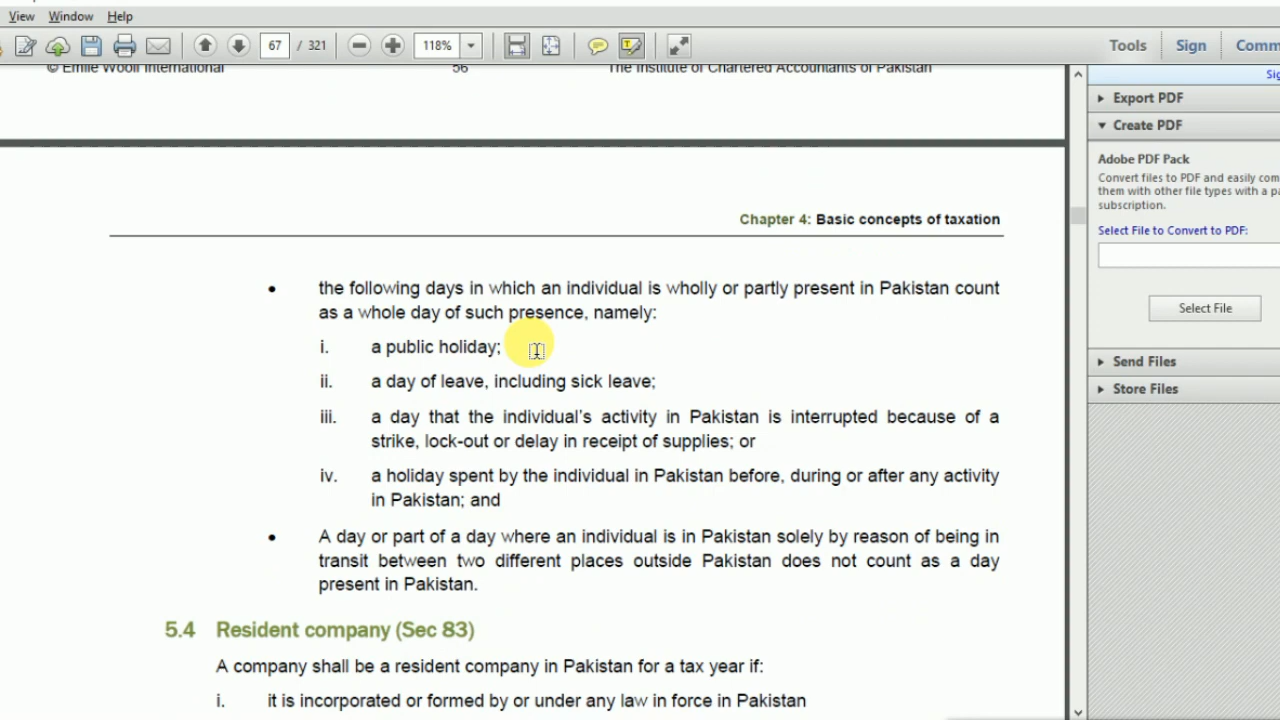 View Window Help
67 / 321 118% Tools Sign Comm
© Emile Woolf International 56 The Institute of Chartered Accountants of Pakistan
Sig
Export PDF
Create PDF
Adobe PDF Pack
Convert files to PDF and easily com
them with other file types with a pa
subscription.
Select File to Convert to PDF:
Select File
Send Files
Store Files
Chapter 4: Basic concepts of taxation
• the following days in which an individual is wholly or partly present in Pakistan count
as a whole day of such presence, namely:
i. a public holiday;
ii. a day of leave, including sick leave;
iii. a day that the individual's activity in Pakistan is interrupted because of a
strike, lock-out or delay in receipt of supplies; or
iv. a holiday spent by the individual in Pakistan before, during or after any activity
in Pakistan; and
• A day or part of a day where an individual is in Pakistan solely by reason of being in
transit between two different places outside Pakistan does not count as a day
present in Pakistan.
5.4 Resident company (Sec 83)
A company shall be a resident company in Pakistan for a tax year if:
i. it is incorporated or formed by or under any law in force in Pakistan